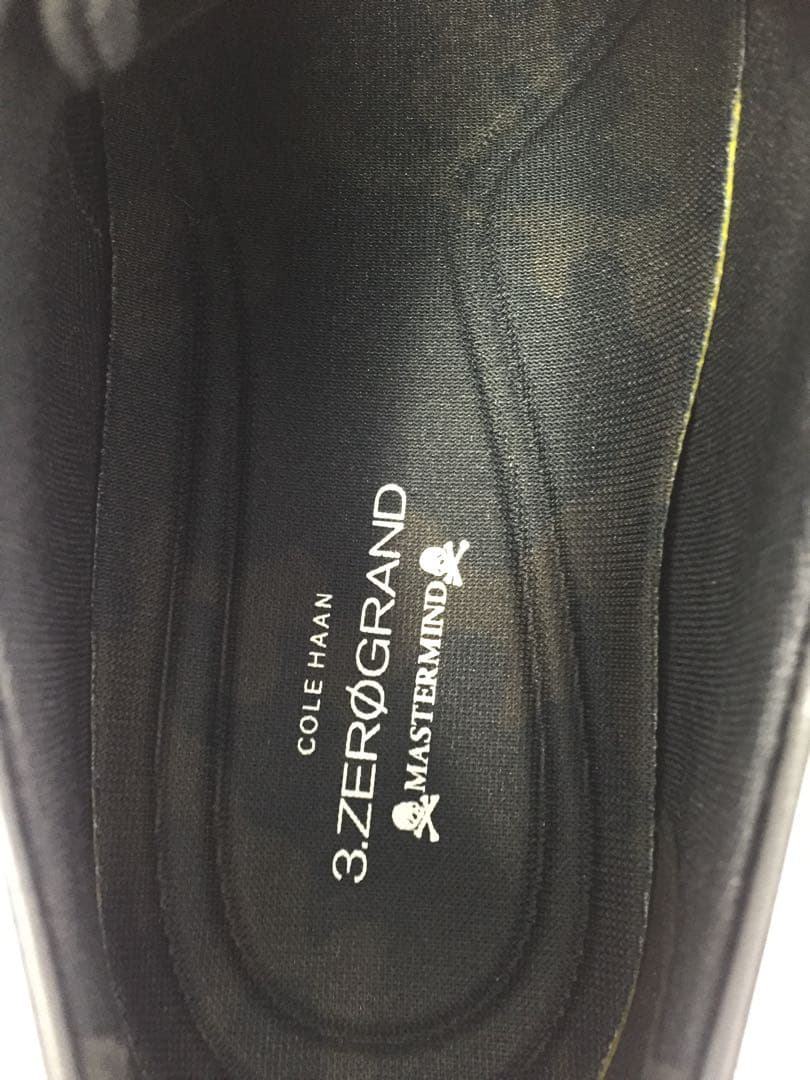 COLE HAAN
3.ZERØGRAND
MASTERMIND